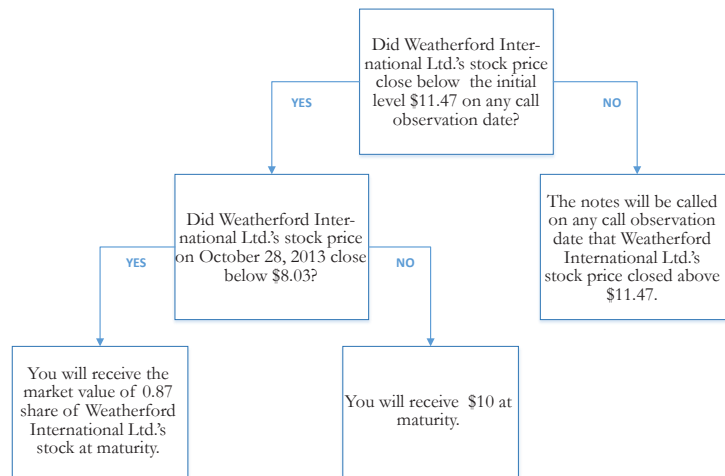 Did Weatherford Inter-
national Ltd.'s stock price
close below the initial
level $11.47 on any call
observation date?
YES
NO
Did Weatherford Inter-
national Ltd.'s stock price
on October 28, 2013 close
below $8.03?
The notes will be called
on any call observation
date that Weatherford
International Ltd.'s
stock price closed above
$11.47.
YES
NO
You will receive the
market value of 0.87
share of Weatherford
International Ltd.'s
stock at maturity.
You will receive $10 at
maturity.